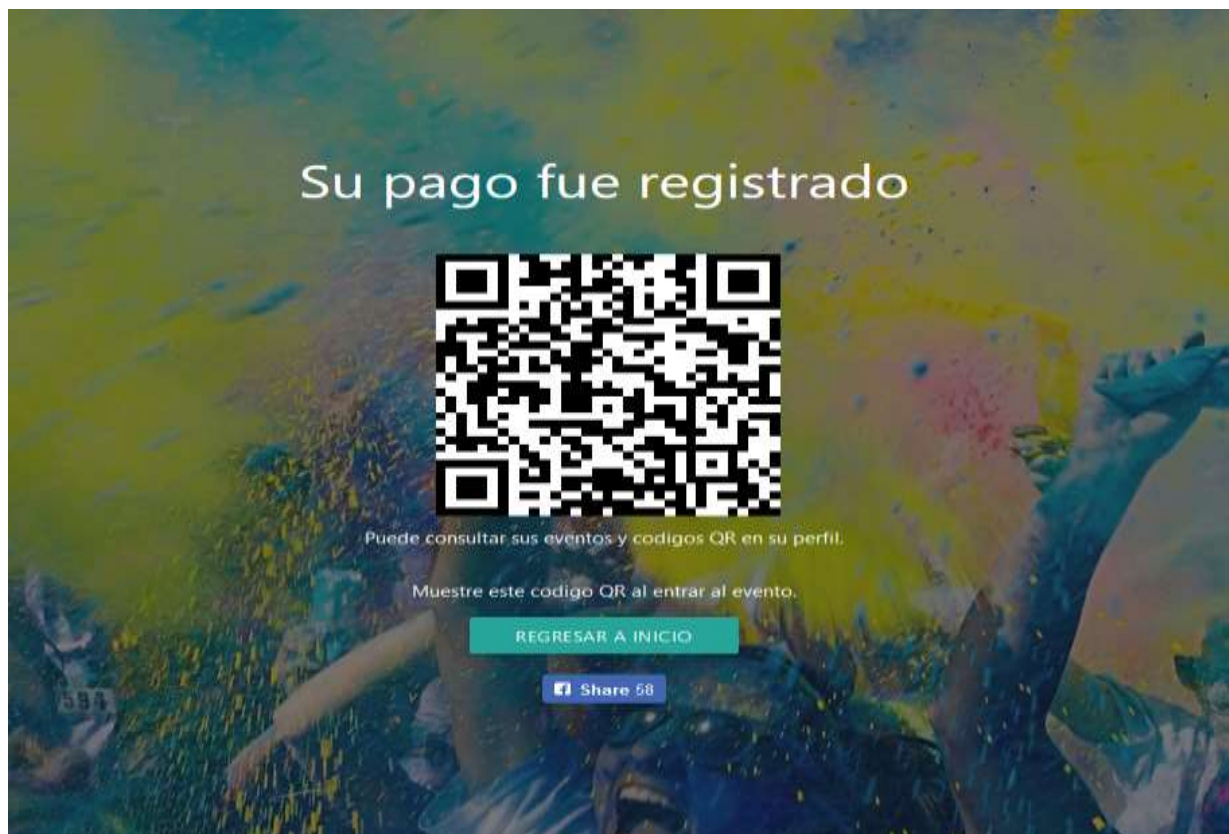 Su pago fue registrado
Puede consultar sus eventos y codigos QR en su perfil.
Muestre este codigo QR al entrar al evento.
REGRESAR A INICIO
Share 58
594